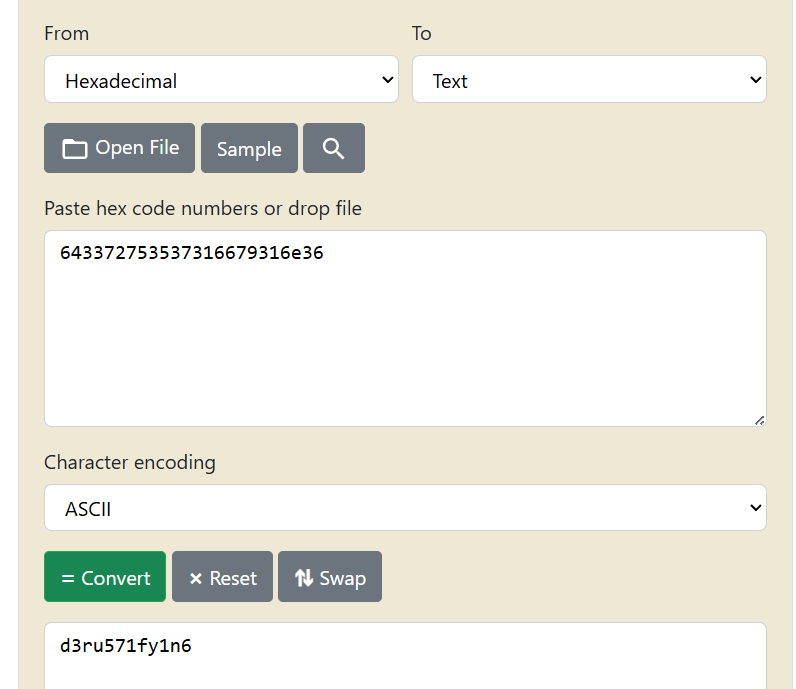 From To
Hexadecimal Text
Open File Sample
Paste hex code numbers or drop file
643372753537316679316e36
Character encoding
ASCII
= Convert × Reset Swap
d3ru571fy1n6